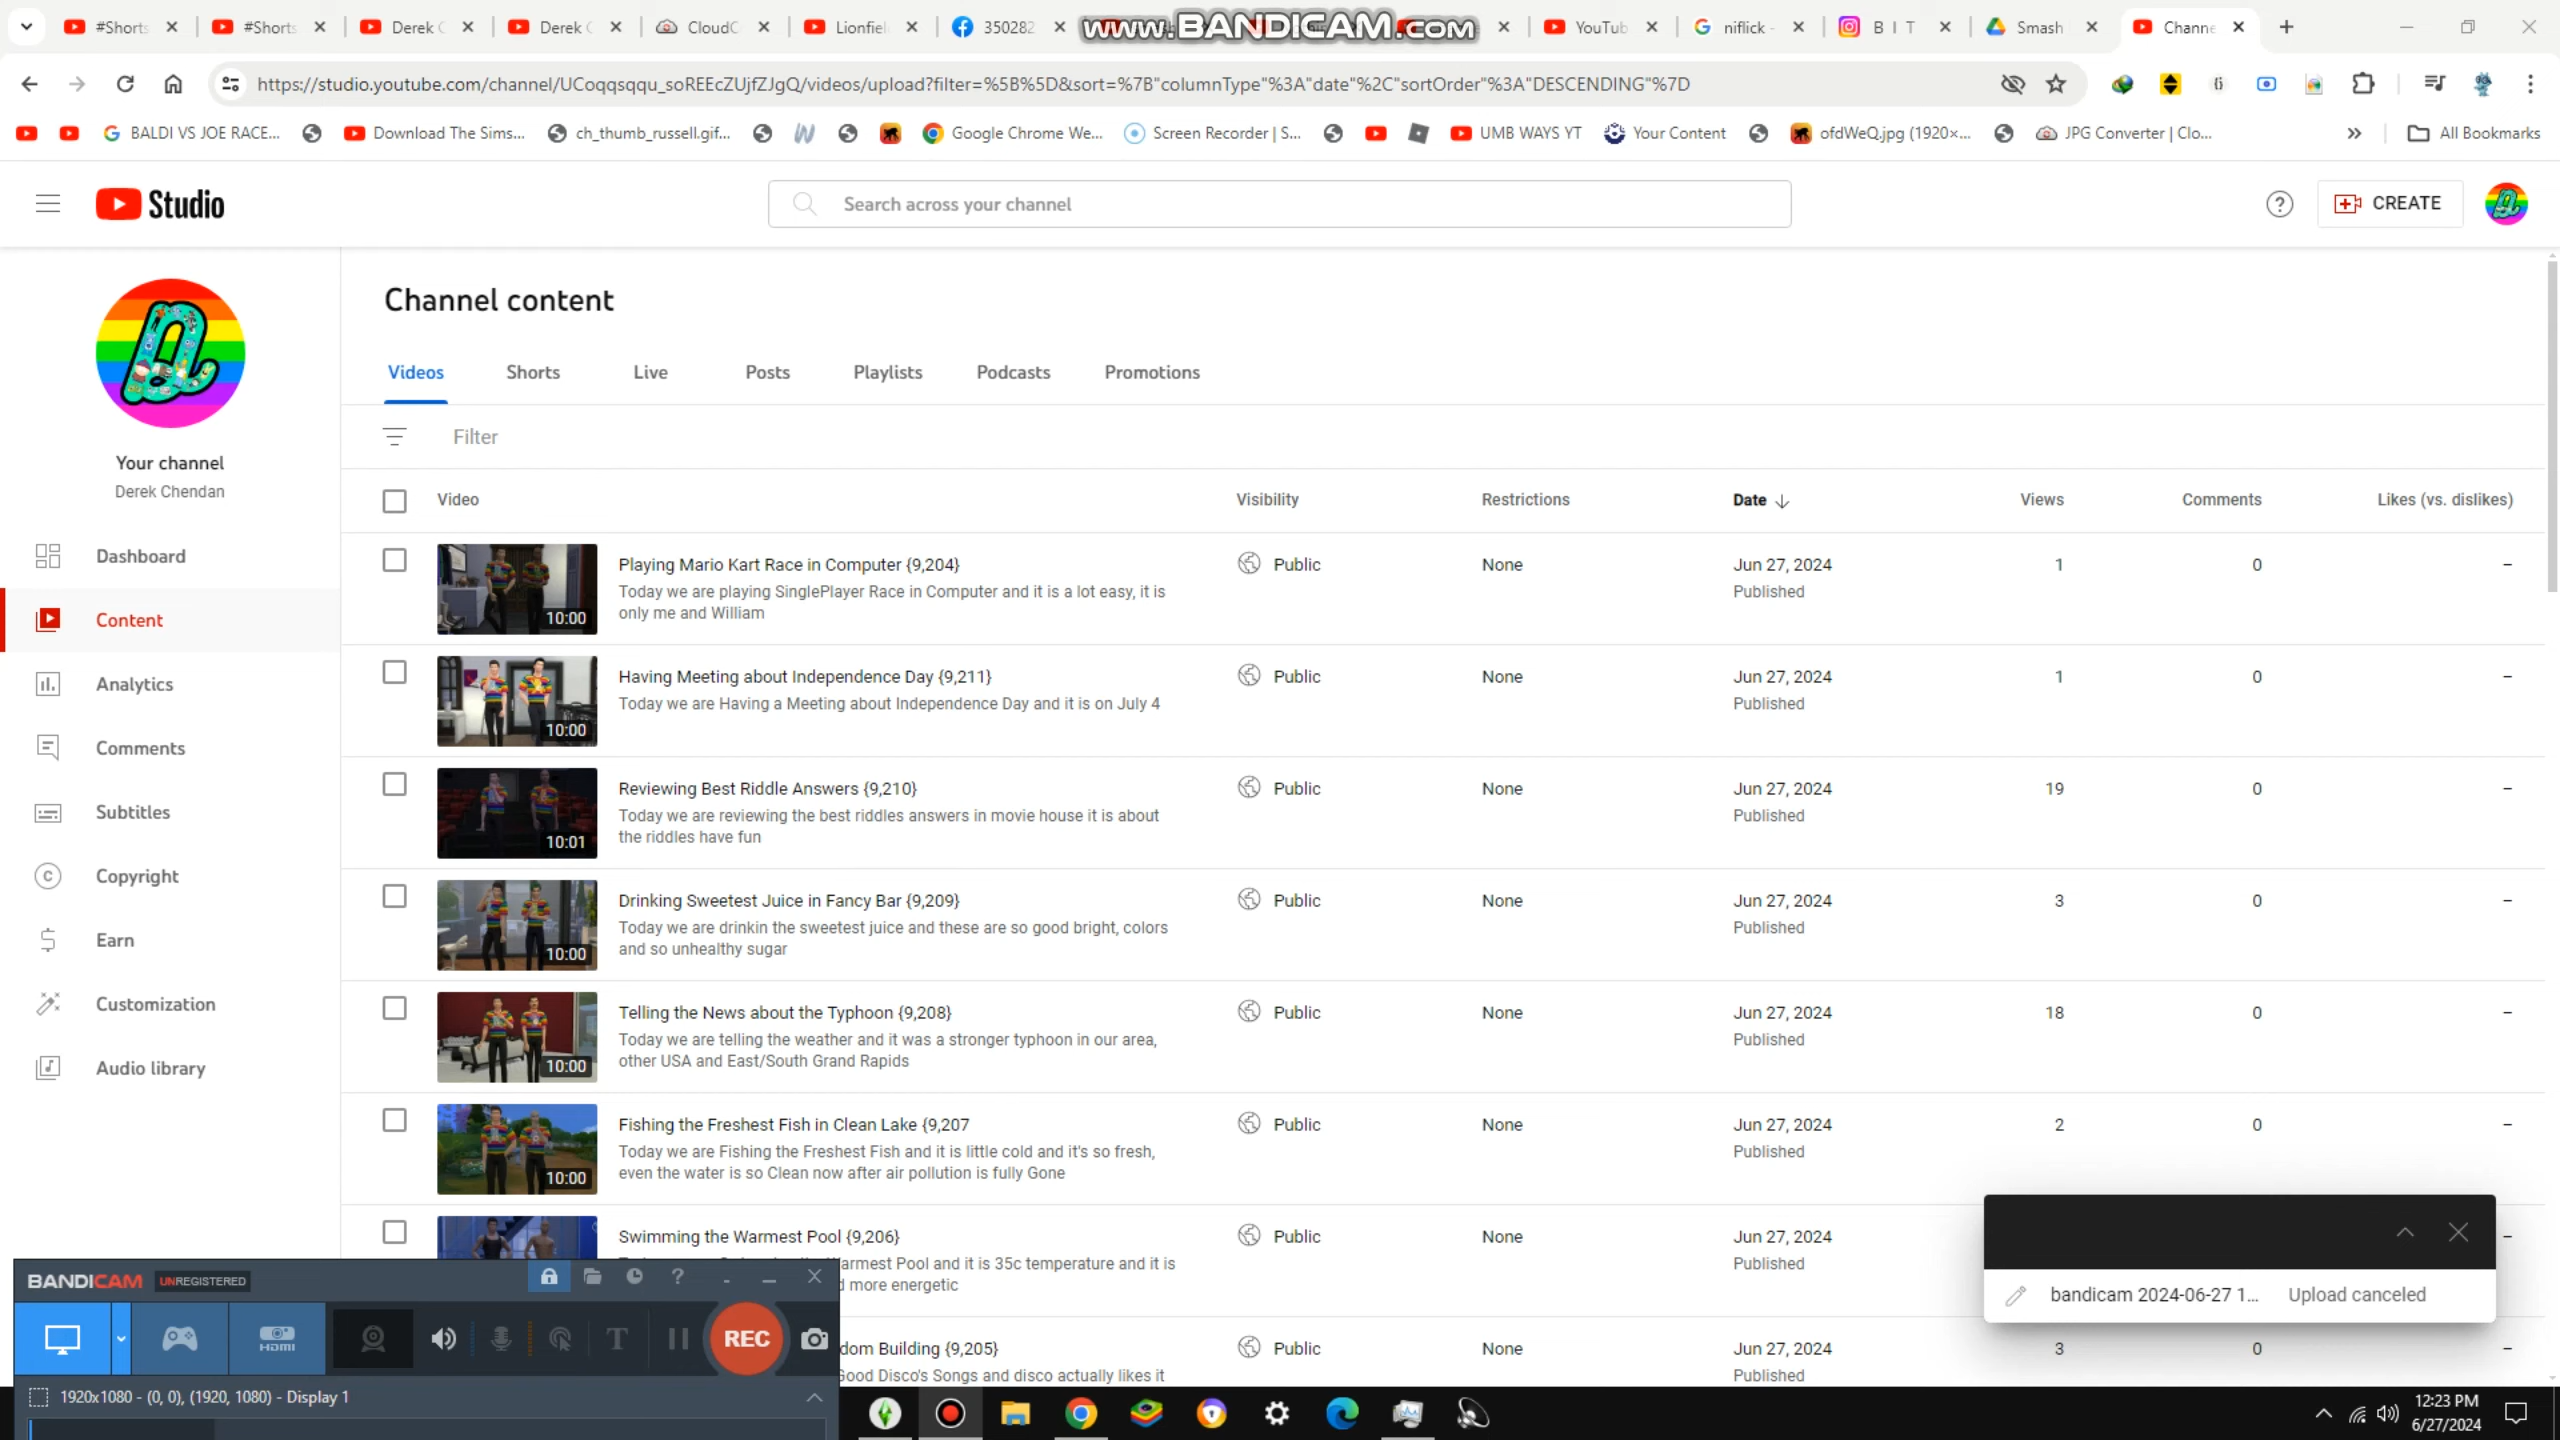 #Shorts
#Shorts
Derek C
Derek C
CloudC
Lionfiel
350282
www.BANDICAM.com
YouTub
niflick -
B I T
Smash
Channe
https://studio.youtube.com/channel/UCoqqsqqu_soREEcZUjfZJgQ/videos/upload?filter=%5B%5D&sort=%7B"columnType"%3A"date"%2C"sortOrder"%3A"DESCENDING"%7D
BALDI VS JOE RACE...
Download The Sims...
ch_thumb_russell.gif...
Google Chrome We...
Screen Recorder | S...
UMB WAYS YT
Your Content
ofdWeQ.jpg (1920×...
JPG Converter | Clo...
All Bookmarks
Studio
Search across your channel
CREATE
Your channel
Derek Chendan
Dashboard
Content
Analytics
Comments
Subtitles
Copyright
Earn
Customization
Audio library
Channel content
Videos Shorts Live Posts Playlists Podcasts Promotions
Filter
Video Visibility Restrictions Date Views Comments Likes (vs. dislikes)
Playing Mario Kart Race in Computer {9,204} Public None Jun 27, 2024 1 0 –
Today we are playing SinglePlayer Race in Computer and it is a lot easy, it is Published
only me and William
10:00
Having Meeting about Independence Day {9,211} Public None Jun 27, 2024 1 0 –
Today we are Having a Meeting about Independence Day and it is on July 4 Published
10:00
Reviewing Best Riddle Answers {9,210} Public None Jun 27, 2024 19 0 –
Today we are reviewing the best riddles answers in movie house it is about Published
the riddles have fun
10:01
Drinking Sweetest Juice in Fancy Bar {9,209} Public None Jun 27, 2024 3 0 –
Today we are drinkin the sweetest juice and these are so good bright, colors Published
and so unhealthy sugar
10:00
Telling the News about the Typhoon {9,208} Public None Jun 27, 2024 18 0 –
Today we are telling the weather and it was a stronger typhoon in our area, Published
other USA and East/South Grand Rapids
10:00
Fishing the Freshest Fish in Clean Lake {9,207 Public None Jun 27, 2024 2 0 –
Today we are Fishing the Freshest Fish and it is little cold and it's so fresh, Published
even the water is so Clean now after air pollution is fully Gone
10:00
Swimming the Warmest Pool {9,206} Public None Jun 27, 2024 –
Pool and it is 35c temperature and it is Published
more energetic
Building {9,205} Public None Jun 27, 2024 3 0 –
Good Disco's Songs and disco actually likes it Published
bandicam 2024-06-27 1... Upload canceled
BANDICAM UNREGISTERED
HDMI
T
REC
1920x1080 - (0, 0), (1920, 1080) - Display 1
12:23 PM
6/27/2024